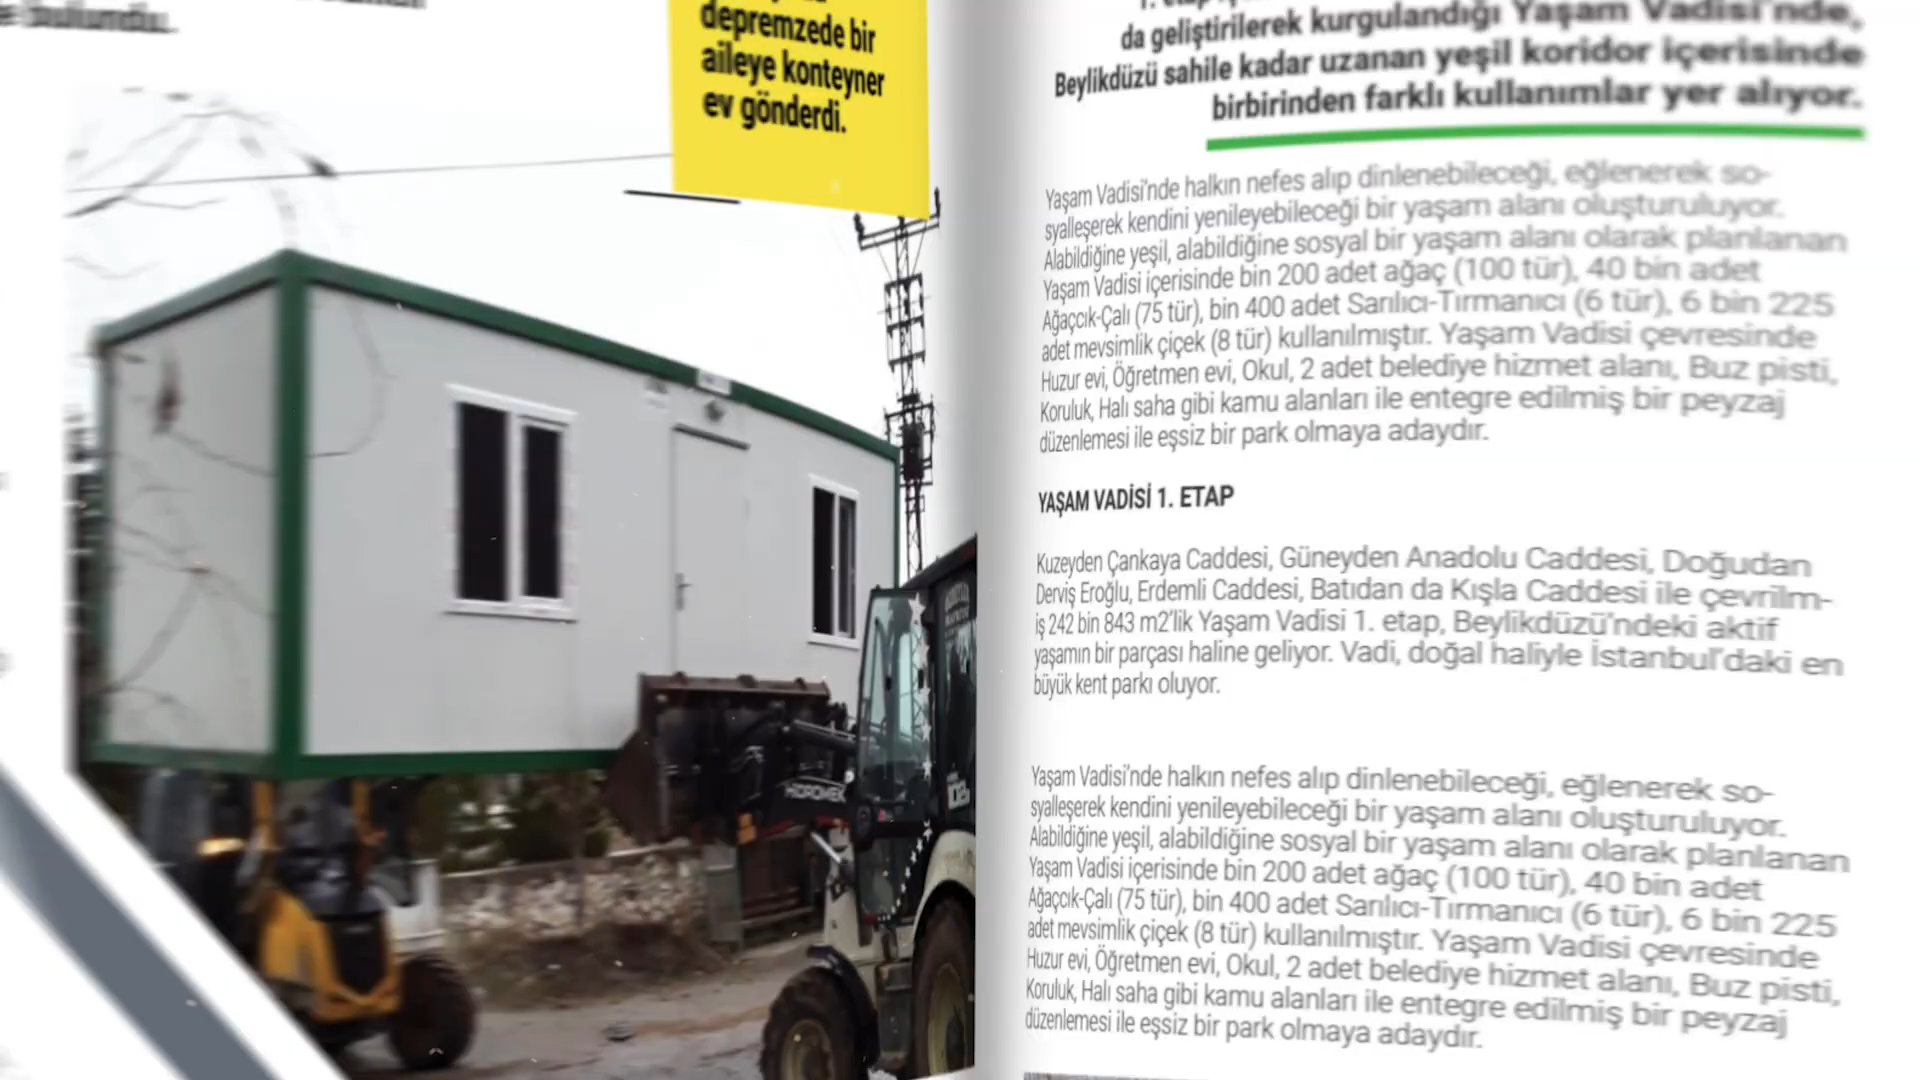 bulundu.
depremzede bir
aileye konteyner
ev gönderdi.
HİDROMEK
1. etap
da geliştirilerek kurgulandığı Yaşam Vadisi'nde,
Beylikdüzü sahile kadar uzanan yeşil koridor içerisinde
birbirinden farklı kullanımlar yer alıyor.
Yaşam Vadisi'nde halkın nefes alıp dinlenebileceği, eğlenerek so-
syalleşerek kendini yenileyebileceği bir yaşam alanı oluşturuluyor.
Alabildiğine yeşil, alabildiğine sosyal bir yaşam alanı olarak planlanan
Yaşam Vadisi içerisinde bin 200 adet ağaç (100 tür), 40 bin adet
Ağaççık-Çalı (75 tür), bin 400 adet Sarılıcı-Tırmanıcı (6 tür), 6 bin 225
adet mevsimlik çiçek (8 tür) kullanılmıştır. Yaşam Vadisi çevresinde
Huzur evi, Öğretmen evi, Okul, 2 adet belediye hizmet alanı, Buz pisti,
Koruluk, Halı saha gibi kamu alanları ile entegre edilmiş bir peyzaj
düzenlemesi ile eşsiz bir park olmaya adaydır.
YAŞAM VADİSİ 1. ETAP
Kuzeyden Çankaya Caddesi, Güneyden Anadolu Caddesi, Doğudan
Derviş Eroğlu, Erdemli Caddesi, Batıdan da Kışla Caddesi ile çevrilm-
iş 242 bin 843 m2'lik Yaşam Vadisi 1. etap, Beylikdüzü'ndeki aktif
yaşamın bir parçası haline geliyor. Vadi, doğal haliyle İstanbul'daki en
büyük kent parkı oluyor.
Yaşam Vadisi'nde halkın nefes alıp dinlenebileceği, eğlenerek so-
syalleşerek kendini yenileyebileceği bir yaşam alanı oluşturuluyor.
Alabildiğine yeşil, alabildiğine sosyal bir yaşam alanı olarak planlanan
Yaşam Vadisi içerisinde bin 200 adet ağaç (100 tür), 40 bin adet
Ağaççık-Çalı (75 tür), bin 400 adet Sarılıcı-Tırmanıcı (6 tür), 6 bin 225
adet mevsimlik çiçek (8 tür) kullanılmıştır. Yaşam Vadisi çevresinde
Huzur evi, Öğretmen evi, Okul, 2 adet belediye hizmet alanı, Buz pisti,
Koruluk, Halı saha gibi kamu alanları ile entegre edilmiş bir peyzaj
düzenlemesi ile eşsiz bir park olmaya adaydır.